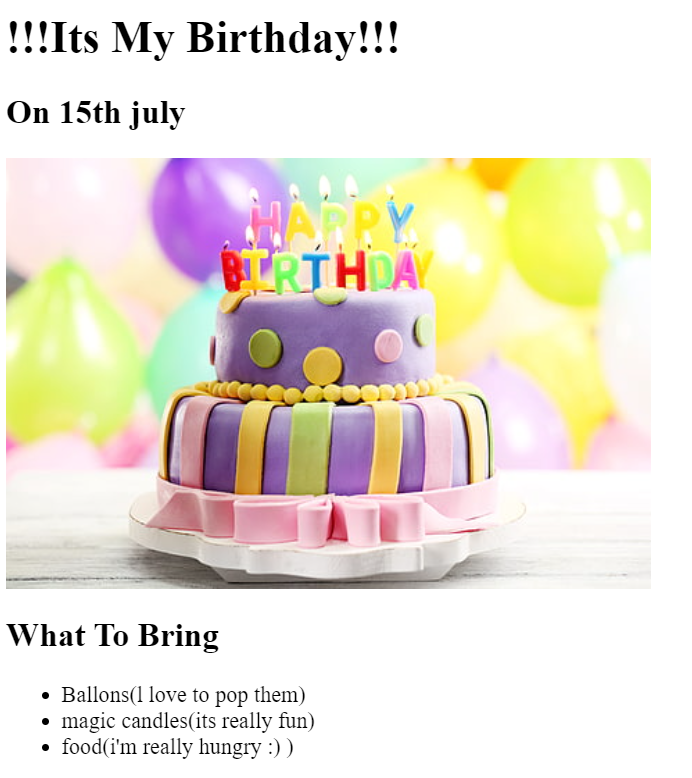 !!!Its My Birthday!!!
On 15th july
HAPPY
BIRTHDAY
What To Bring
Ballons(l love to pop them)
magic candles(its really fun)
food(i'm really hungry :) )